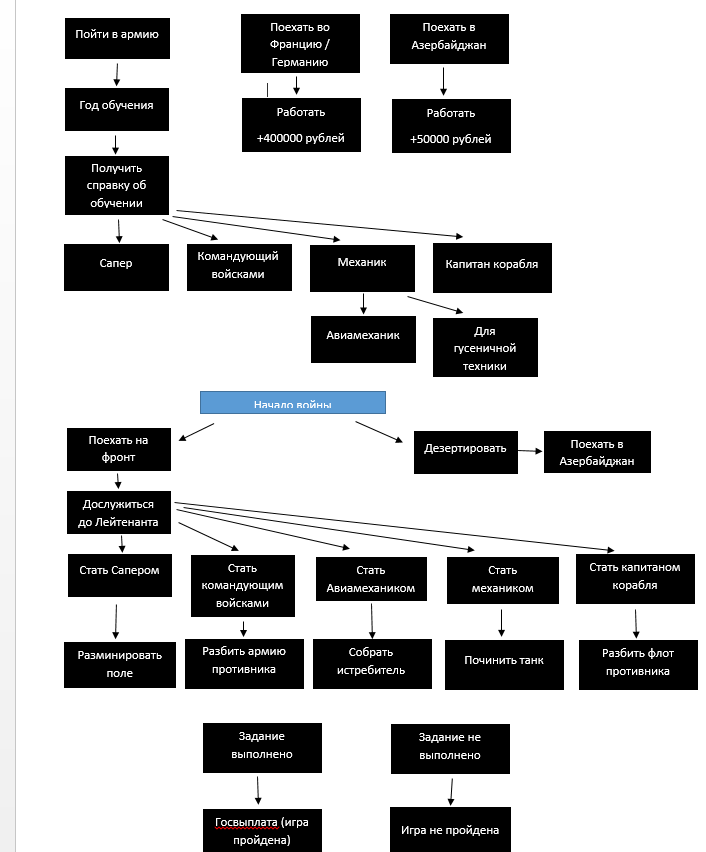 Пойти в армию
Поехать во
Францию /
Германию
Поехать в
Азербайджан
Год обучения
Работать
+400000 рублей
Работать
+50000 рублей
Получить
справку об
обучении
Сапер
Командующий
войсками
Механик
Капитан корабля
Авиамеханик
Для
гусеничной
техники
Начало войны
Поехать на
фронт
Дезертировать
Поехать в
Азербайджан
Дослужиться
до Лейтенанта
Стать Сапером
Стать
командующим
войсками
Стать
Авиамехаником
Стать
механиком
Стать капитаном
корабля
Разминировать
поле
Разбить армию
противника
Собрать
истребитель
Починить танк
Разбить флот
противника
Задание
выполнено
Задание не
выполнено
Госвыплата (игра
пройдена)
Игра не пройдена